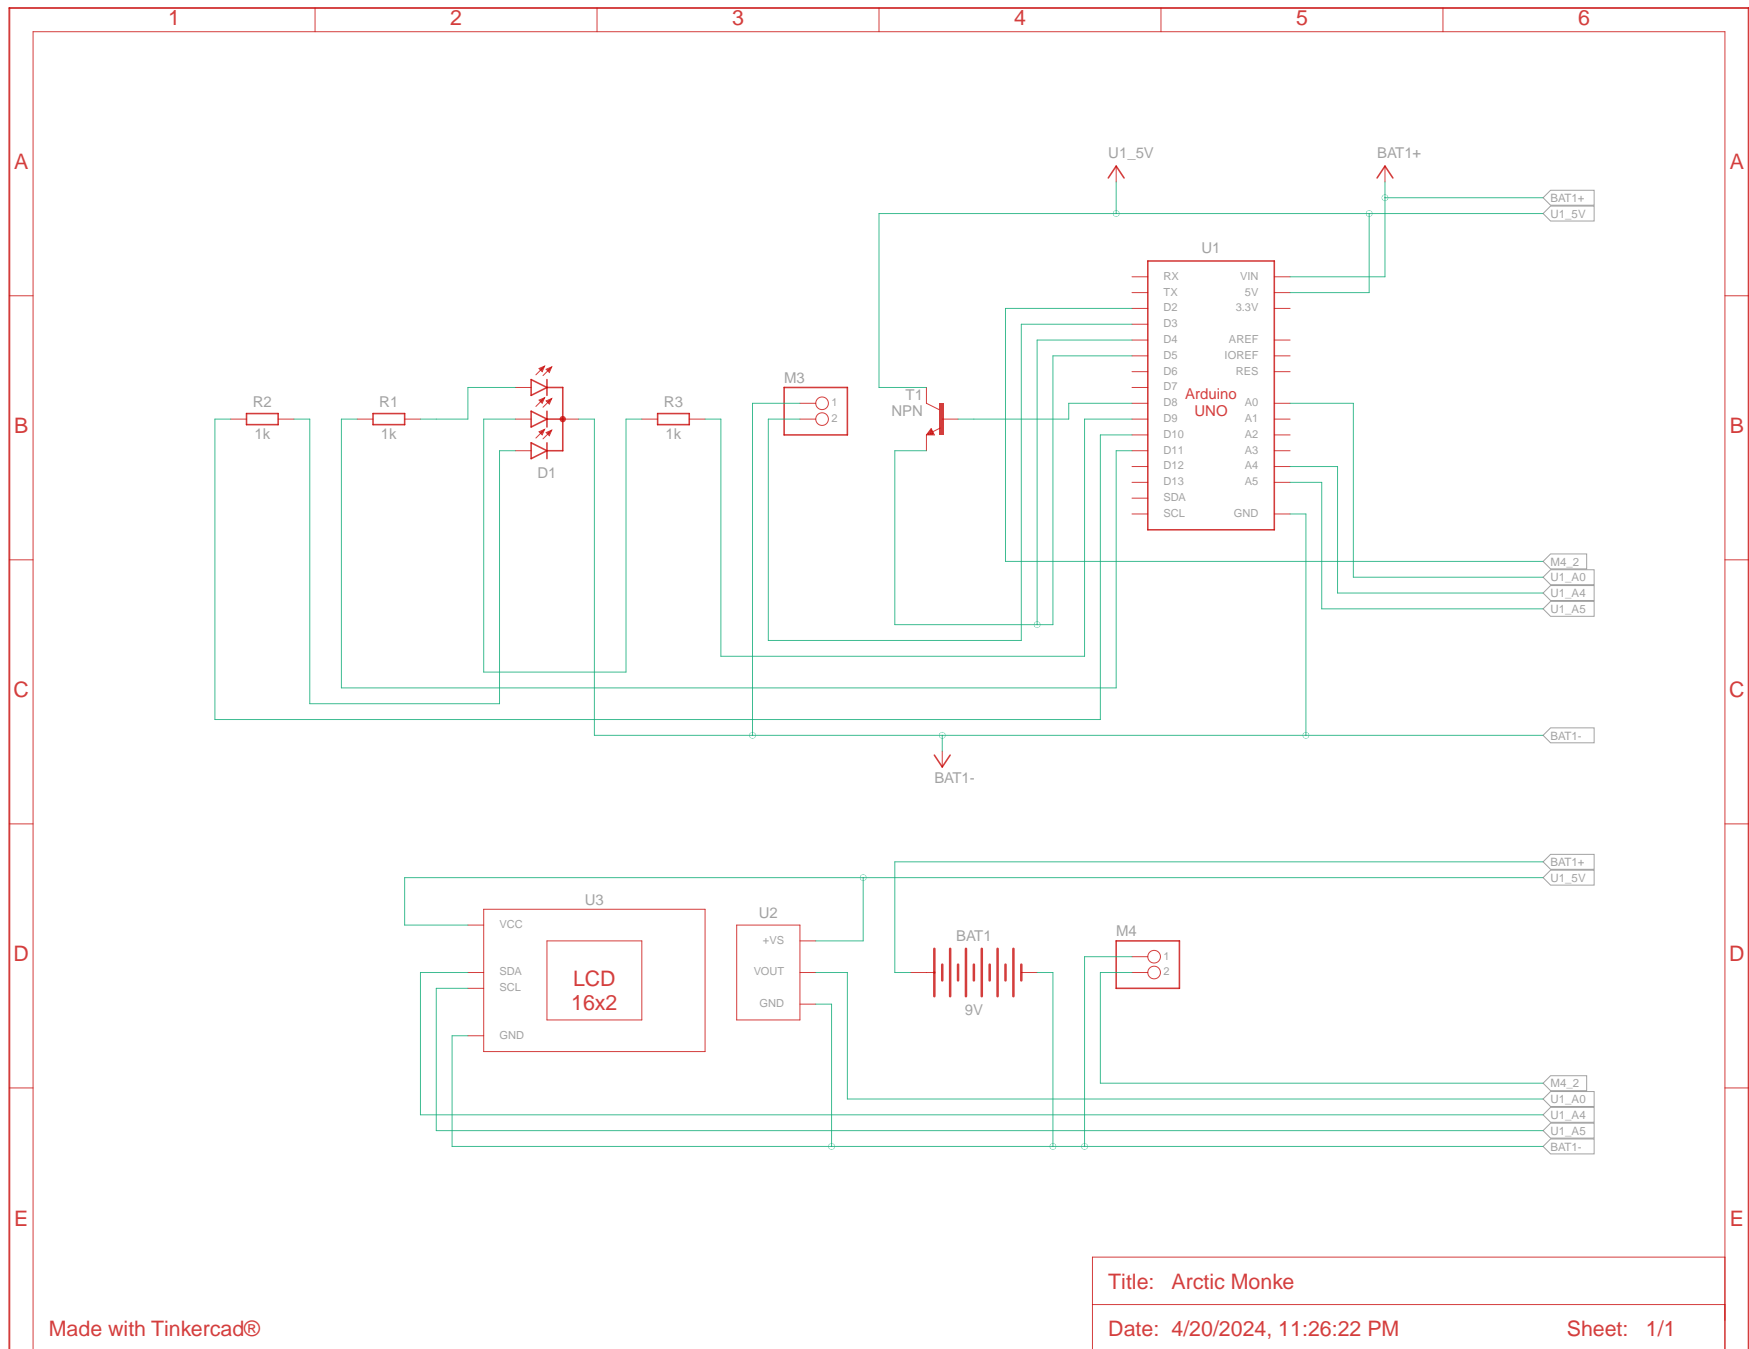 1 2 3 4 5 6
A A
U1_5V BAT1+
BAT1+
U1_5V
U1
RX VIN
TX 5V
D2 3.3V
D3
D4 AREF
D5 IOREF
D6 RES
D7
D8 A0
D9 A1
D10 A2
D11 A3
D12 A4
D13 A5
SDA
SCL GND
Arduino
UNO
B B
R2
1k
R1
1k
D1
R3
1k
M3
1
2
T1
NPN
M4_2
U1_A0
U1_A4
U1_A5
C C
BAT1-
BAT1-
BAT1+
U1_5V
D D
U3
VCC
SDA
SCL
GND
LCD
16x2
U2
+VS
VOUT
GND
BAT1
9V
M4
1
2
M4_2
U1_A0
U1_A4
U1_A5
BAT1-
E E
Title: Arctic Monke
Made with Tinkercad®
Date: 4/20/2024, 11:26:22 PM Sheet: 1/1